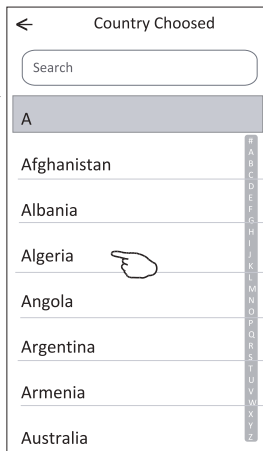 Country Choosed
Search
A
Afghanistan
Albania
Algeria
Angola
Argentina
Armenia
Australia
#
A
B
C
D
E
F
G
H
I
J
K
L
M
N
O
P
Q
R
S
T
U
V
W
X
Y
Z